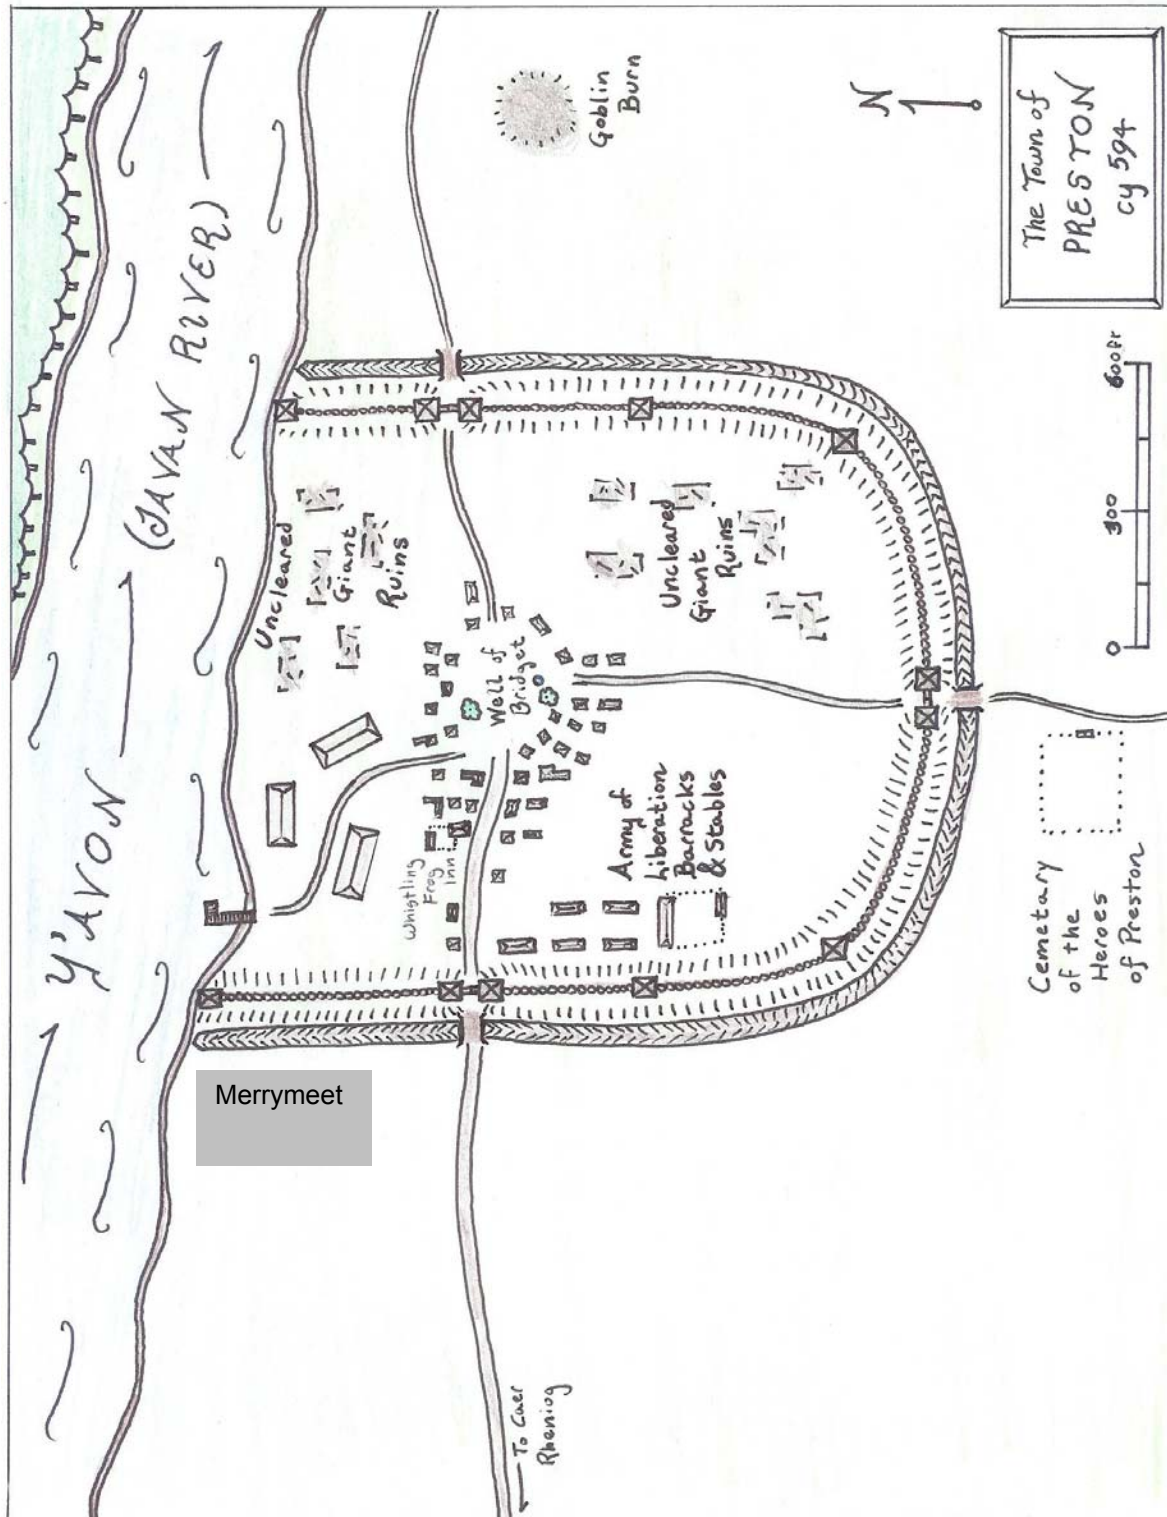 Y'AVON
(JAVAN RIVER)
Goblin
Burn
N
The Town of
PRESTON
CY 594
Uncleared
Giant
Ruins
Uncleared
Giant
Ruins
Well of
Bridget
Whistling
Frog
Inn
Army of
Liberation
Barracks
& Stables
0 300 600ft
Cemetary
of the
Heroes
of Preston
Merrymeet
To Caer
Rheniog